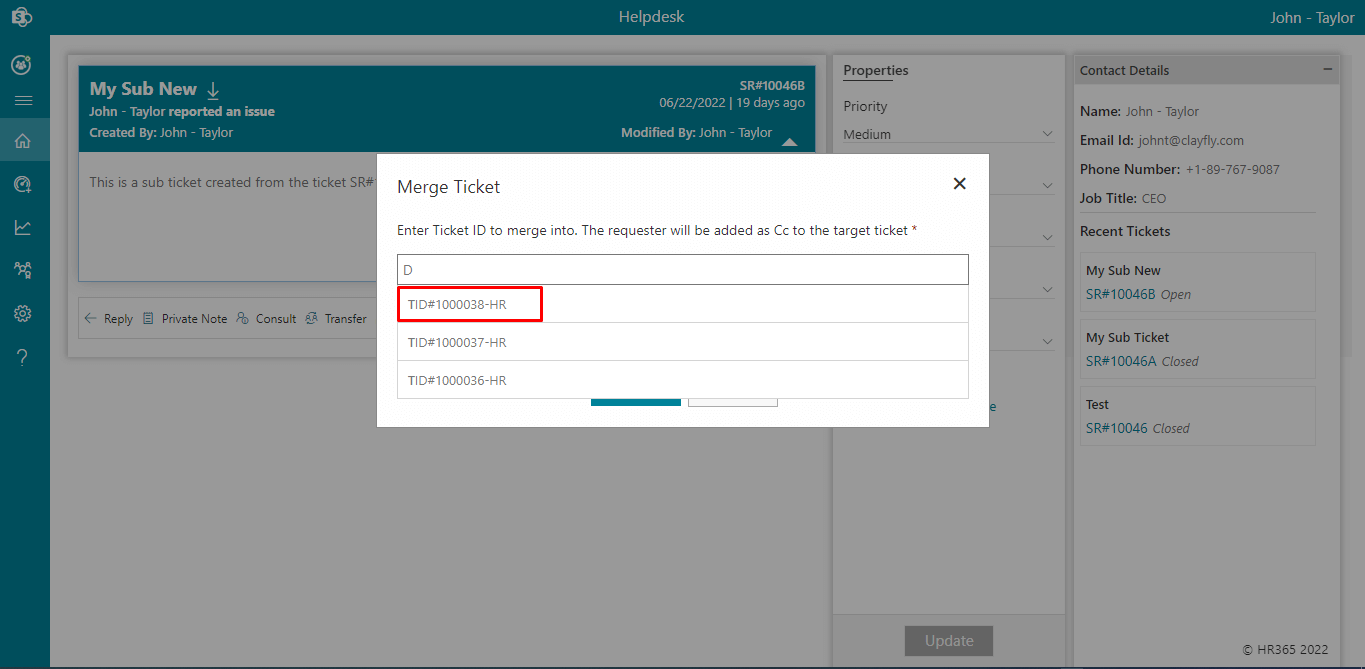 Helpdesk
John - Taylor
My Sub New
SR#10046B
06/22/2022 | 19 days ago
John - Taylor reported an issue
Created By: John - Taylor
Modified By: John - Taylor
This is a sub ticket created from the ticket SR#
Reply Private Note Consult Transfer
Merge Ticket
Enter Ticket ID to merge into. The requester will be added as Cc to the target ticket *
D
TID#1000038-HR
TID#1000037-HR
TID#1000036-HR
Properties
Priority
Medium
Update
Contact Details
Name: John - Taylor
Email Id: johnt@clayfly.com
Phone Number: +1-89-767-9087
Job Title: CEO
Recent Tickets
My Sub New
SR#10046B Open
My Sub Ticket
SR#10046A Closed
Test
SR#10046 Closed
© HR365 2022